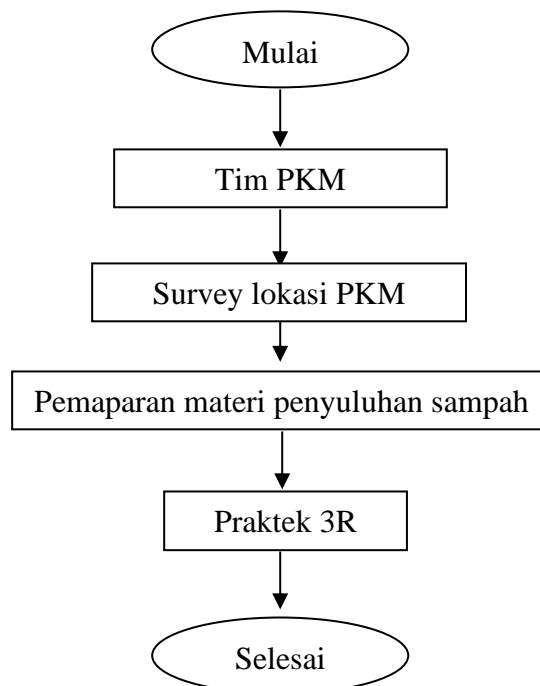 Mulai
Tim PKM
Survey lokasi PKM
Pemaparan materi penyuluhan sampah
Praktek 3R
Selesai